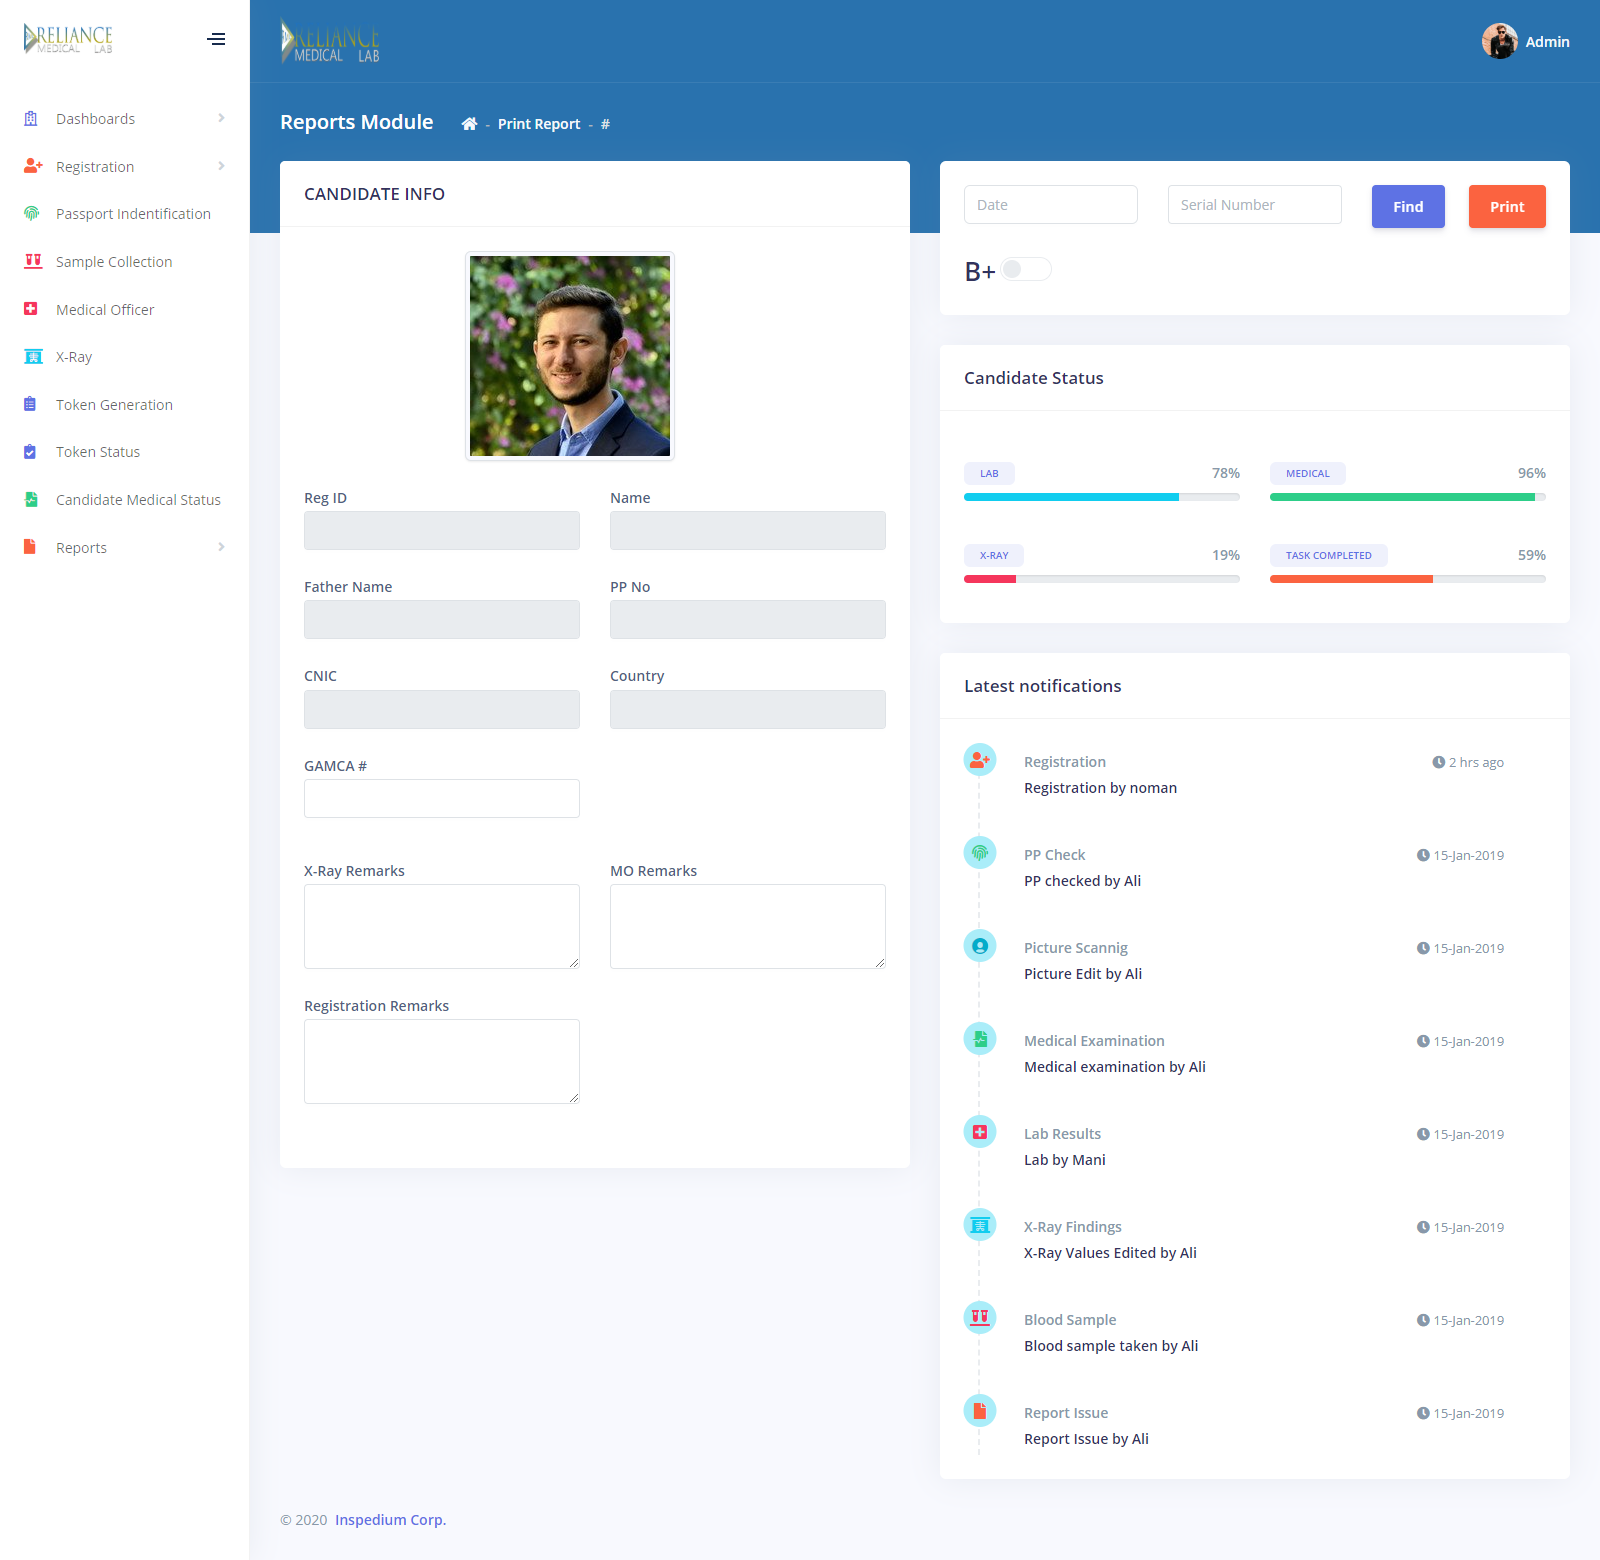 RELIANCE
MEDICAL LAB
Dashboards
Registration
Passport Indentification
Sample Collection
Medical Officer
X-Ray
Token Generation
Token Status
Candidate Medical Status
Reports
RELIANCE
MEDICAL LAB
Admin
Reports Module - Print Report - #
CANDIDATE INFO
Reg ID
Name
Father Name
PP No
CNIC
Country
GAMCA #
X-Ray Remarks
MO Remarks
Registration Remarks
Date
Serial Number
Find
Print
B+
Candidate Status
LAB 78%
MEDICAL 96%
X-RAY 19%
TASK COMPLETED 59%
Latest notifications
Registration 2 hrs ago
Registration by noman
PP Check 15-Jan-2019
PP checked by Ali
Picture Scannig 15-Jan-2019
Picture Edit by Ali
Medical Examination 15-Jan-2019
Medical examination by Ali
Lab Results 15-Jan-2019
Lab by Mani
X-Ray Findings 15-Jan-2019
X-Ray Values Edited by Ali
Blood Sample 15-Jan-2019
Blood sample taken by Ali
Report Issue 15-Jan-2019
Report Issue by Ali
© 2020 Inspedium Corp.